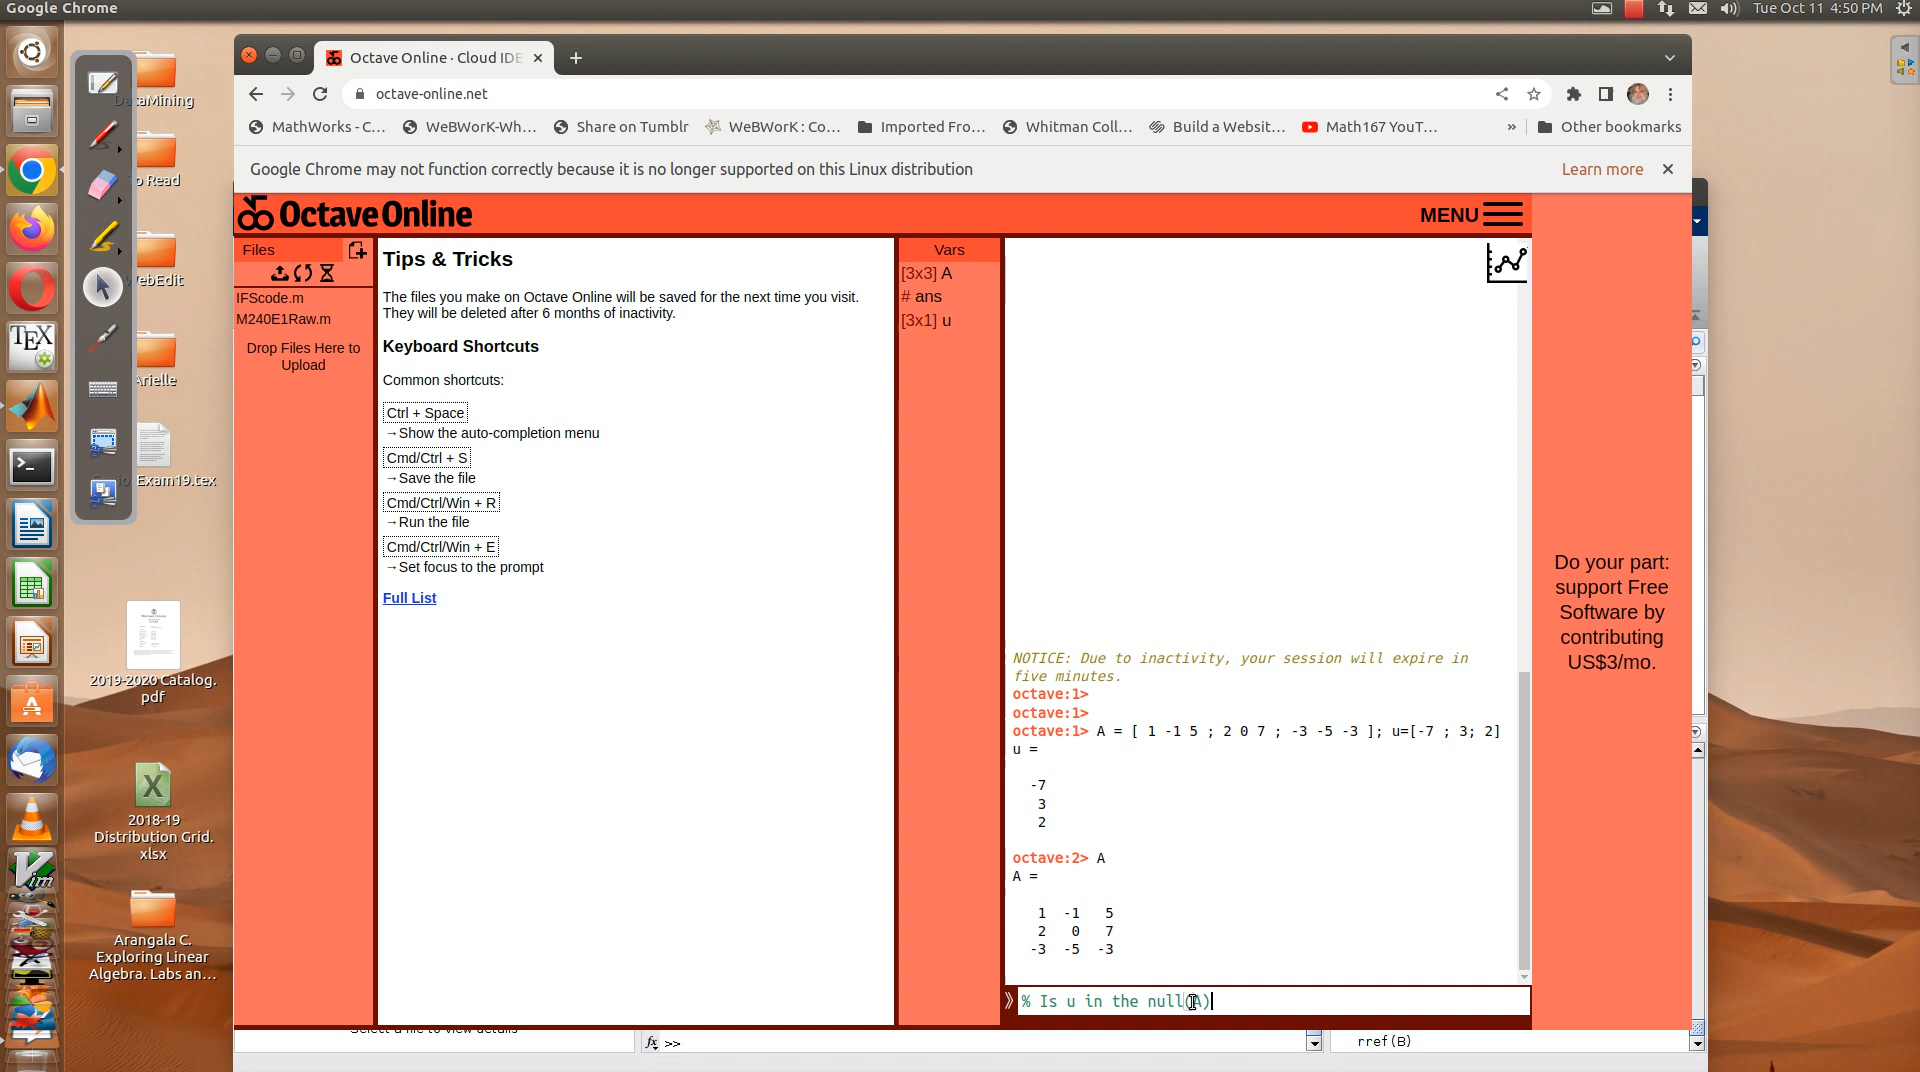 Google Chrome
Tue Oct 11 4:50 PM
Octave Online · Cloud IDE
octave-online.net
MathWorks - C...
WeBWorK-Wh...
Share on Tumblr
WeBWorK : Co...
Imported Fro...
Whitman Coll...
Build a Websit...
Math167 YouT...
»
Other bookmarks
Google Chrome may not function correctly because it is no longer supported on this Linux distribution
Learn more
Octave Online
MENU
Files
IFScode.m
M240E1Raw.m
Drop Files Here to
Upload
Tips & Tricks
The files you make on Octave Online will be saved for the next time you visit.
They will be deleted after 6 months of inactivity.
Keyboard Shortcuts
Common shortcuts:
Ctrl + Space
→Show the auto-completion menu
Cmd/Ctrl + S
→Save the file
Cmd/Ctrl/Win + R
→Run the file
Cmd/Ctrl/Win + E
→Set focus to the prompt
Full List
Vars
[3x3] A
# ans
[3x1] u
NOTICE: Due to inactivity, your session will expire in
five minutes.
octave:1>
octave:1>
octave:1> A = [ 1 -1 5 ; 2 0 7 ; -3 -5 -3 ]; u=[-7 ; 3; 2]
u =
-7
3
2
octave:2> A
A =
1 -1 5
2 0 7
-3 -5 -3
% Is u in the null(A)
Do your part:
support Free
Software by
contributing
US$3/mo.
Select a file to view details
fx >>
rref(B)
DataMining
To Read
WebEdit
Arielle
Exam19.tex
2019-2020 Catalog.
pdf
2018-19
Distribution Grid.
xlsx
Arangala C.
Exploring Linear
Algebra. Labs an...
TEX
Vim